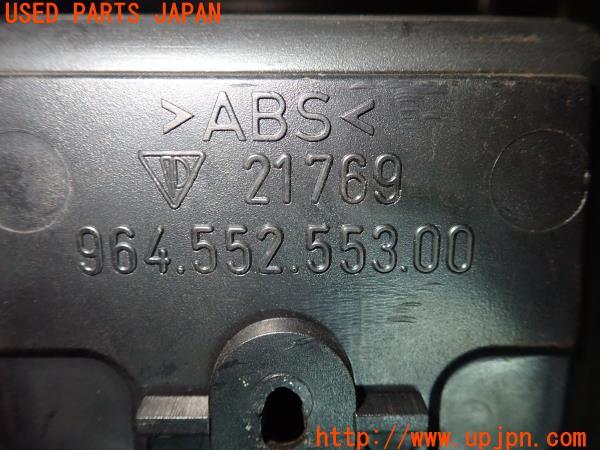 USED PARTS JAPAN
>ABS<
21769
964.552.553.00
http://www.upjpn.com/